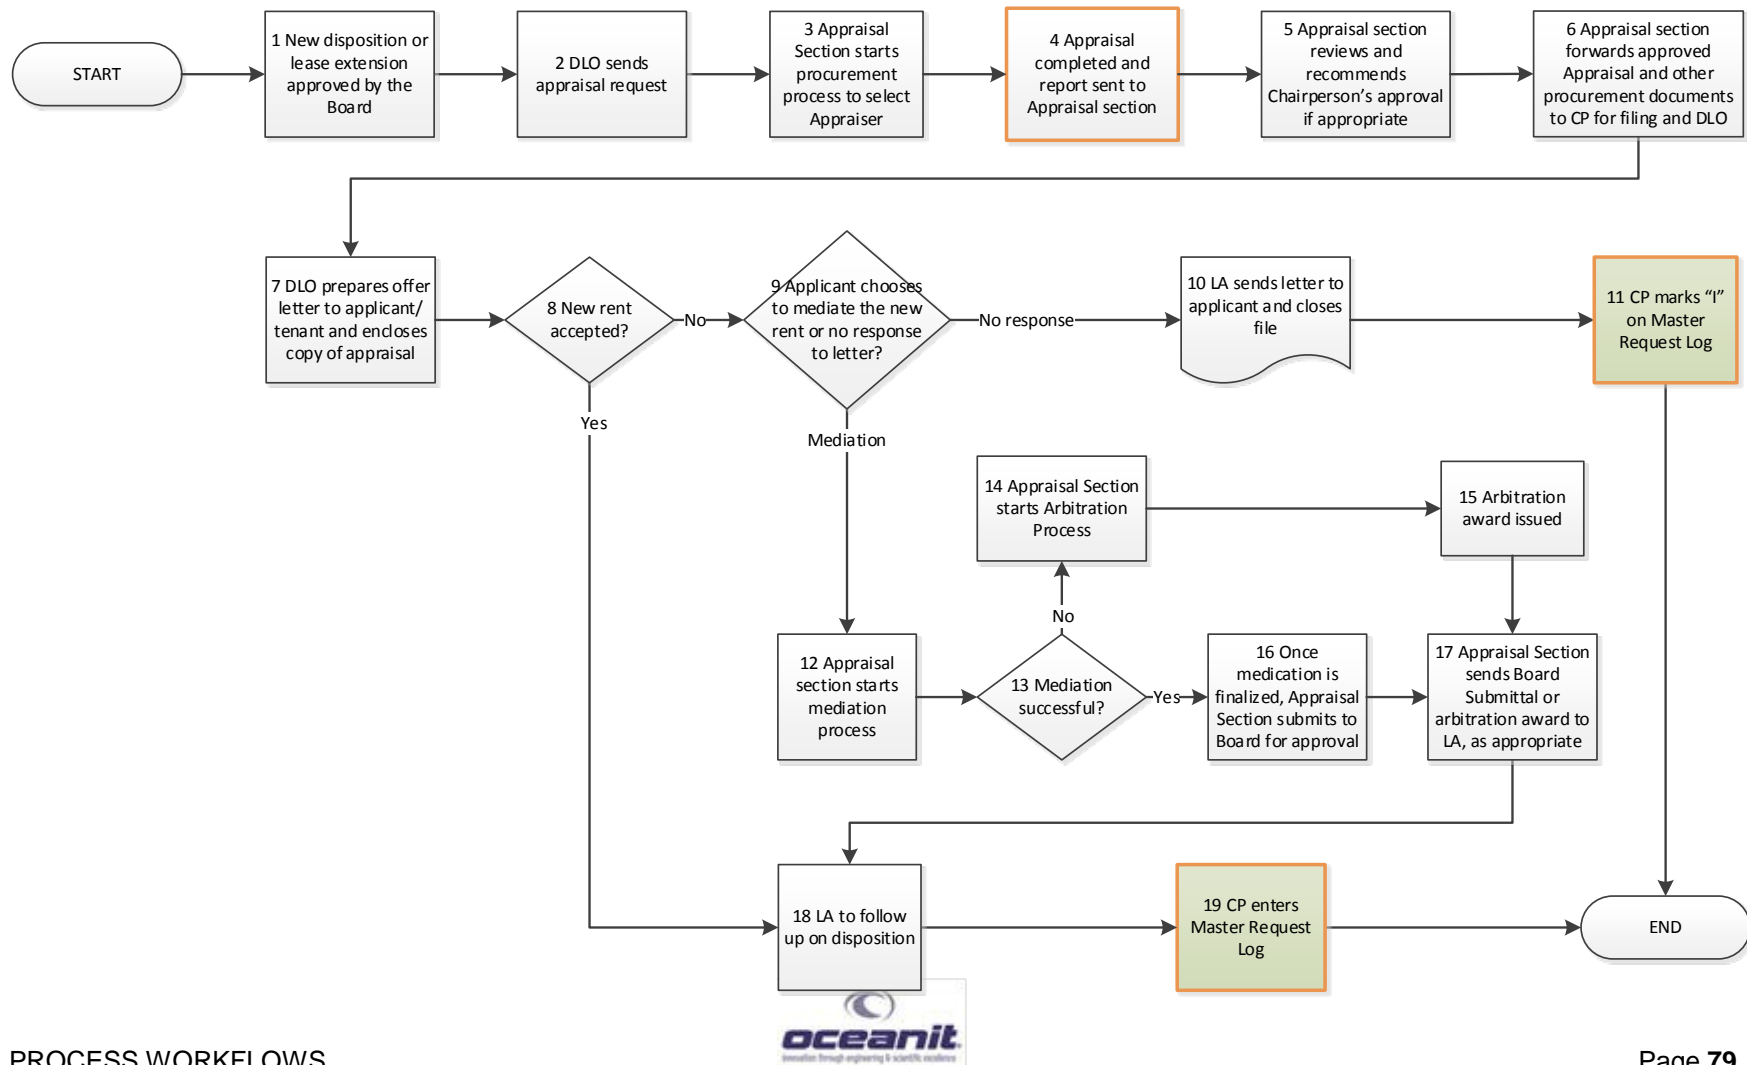 START
1 New disposition or
lease extension
approved by the
Board
2 DLO sends
appraisal request
3 Appraisal
Section starts
procurement
process to select
Appraiser
4 Appraisal
completed and
report sent to
Appraisal section
5 Appraisal section
reviews and
recommends
Chairperson’s approval
if appropriate
6 Appraisal section
forwards approved
Appraisal and other
procurement documents
to CP for filing and DLO
7 DLO prepares offer
letter to applicant/
tenant and encloses
copy of appraisal
8 New rent
accepted?
No
9 Applicant chooses
to mediate the new
rent or no response
to letter?
No response
10 LA sends letter to
applicant and closes
file
11 CP marks “I”
on Master
Request Log
Yes
Mediation
14 Appraisal Section
starts Arbitration
Process
15 Arbitration
award issued
No
12 Appraisal
section starts
mediation
process
13 Mediation
successful?
Yes
16 Once
medication is
finalized, Appraisal
Section submits to
Board for approval
17 Appraisal Section
sends Board
Submittal or
arbitration award to
LA, as appropriate
18 LA to follow
up on disposition
19 CP enters
Master Request
Log
END
oceanit
innovation through engineering & scientific excellence
PROCESS WORKFLOWS
Page 79